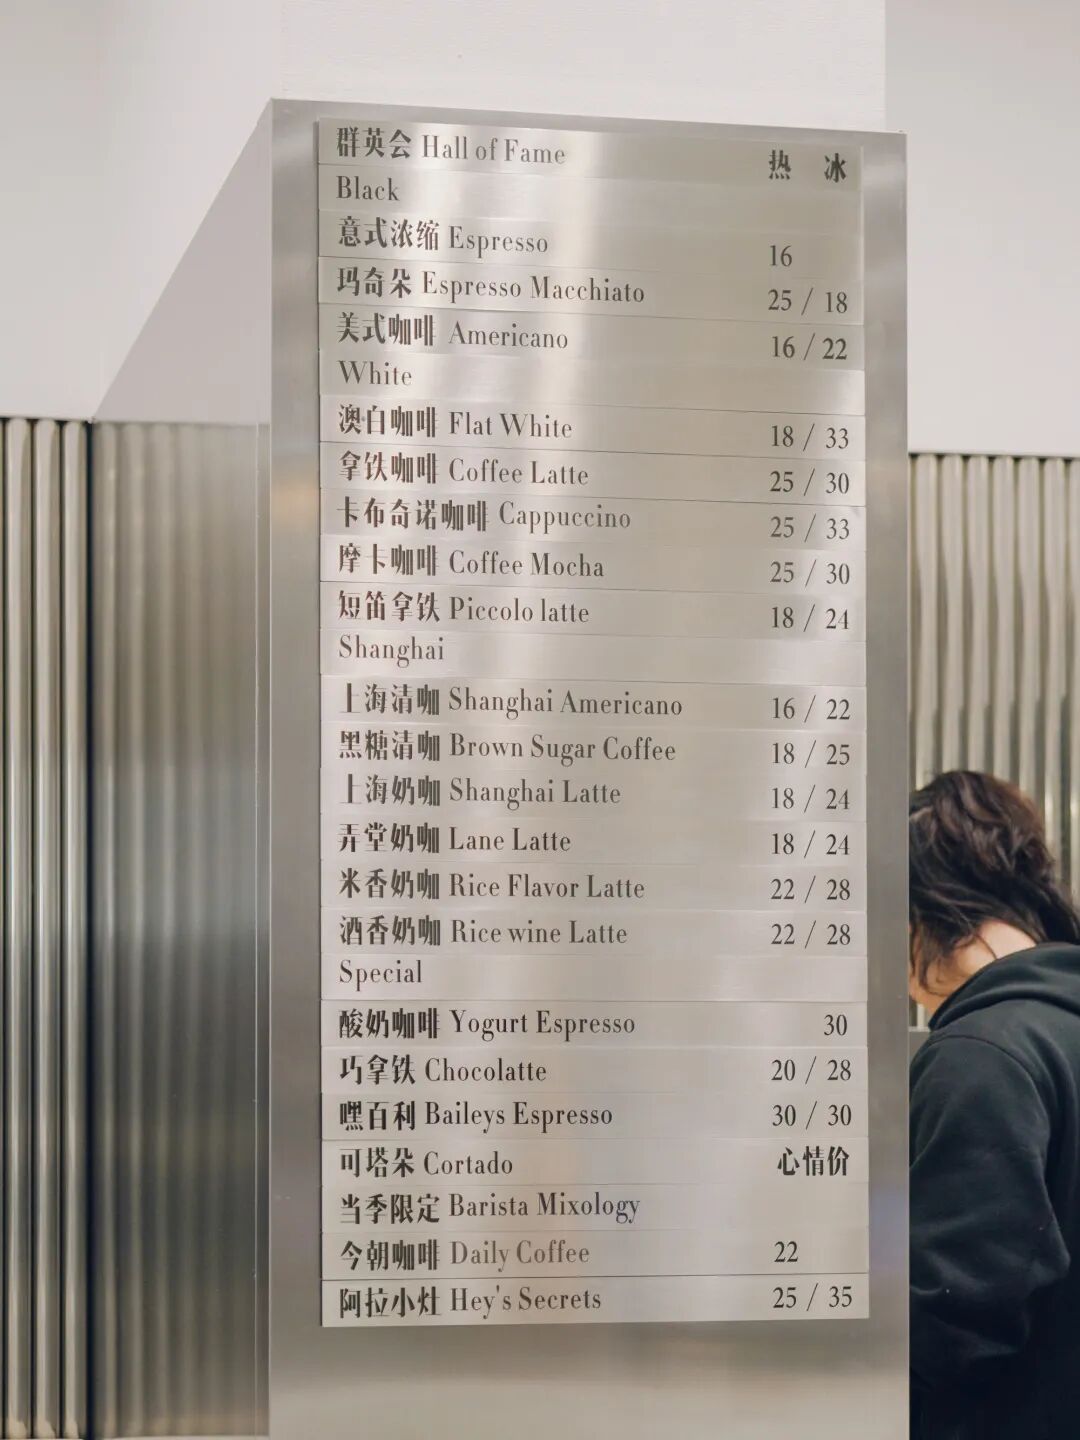 群英会 Hall of Fame 热 冰
Black
意式浓缩 Espresso 16
玛奇朵 Espresso Macchiato 25 / 18
美式咖啡 Americano 16 / 22
White
澳白咖啡 Flat White 18 / 33
拿铁咖啡 Coffee Latte 25 / 30
卡布奇诺咖啡 Cappuccino 25 / 33
摩卡咖啡 Coffee Mocha 25 / 30
短笛拿铁 Piccolo latte 18 / 24
Shanghai
上海清咖 Shanghai Americano 16 / 22
黑糖清咖 Brown Sugar Coffee 18 / 25
上海奶咖 Shanghai Latte 18 / 24
弄堂奶咖 Lane Latte 18 / 24
米香奶咖 Rice Flavor Latte 22 / 28
酒香奶咖 Rice wine Latte 22 / 28
Special
酸奶咖啡 Yogurt Espresso 30
巧拿铁 Chocolatte 20 / 28
嘿百利 Baileys Espresso 30 / 30
可塔朵 Cortado 心情价
当季限定 Barista Mixology
今朝咖啡 Daily Coffee 22
阿拉小灶 Hey's Secrets 25 / 35